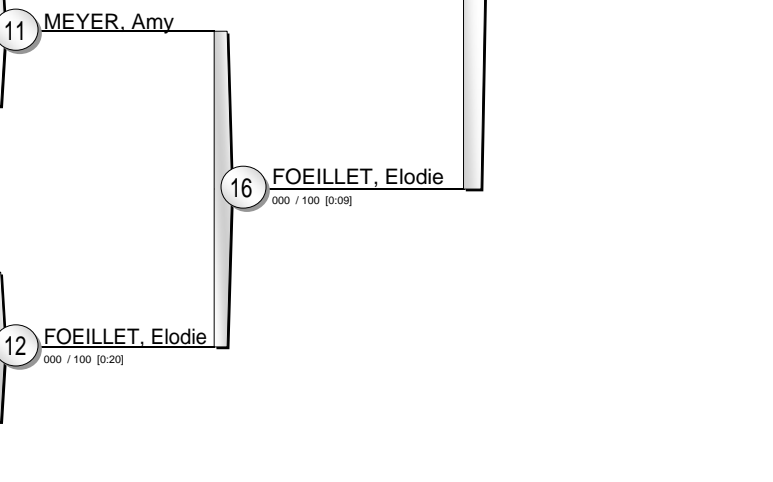 11 MEYER, Amy
16 FOEILLET, Elodie
000 / 100 [0:09]
12 FOEILLET, Elodie
000 / 100 [0:20]